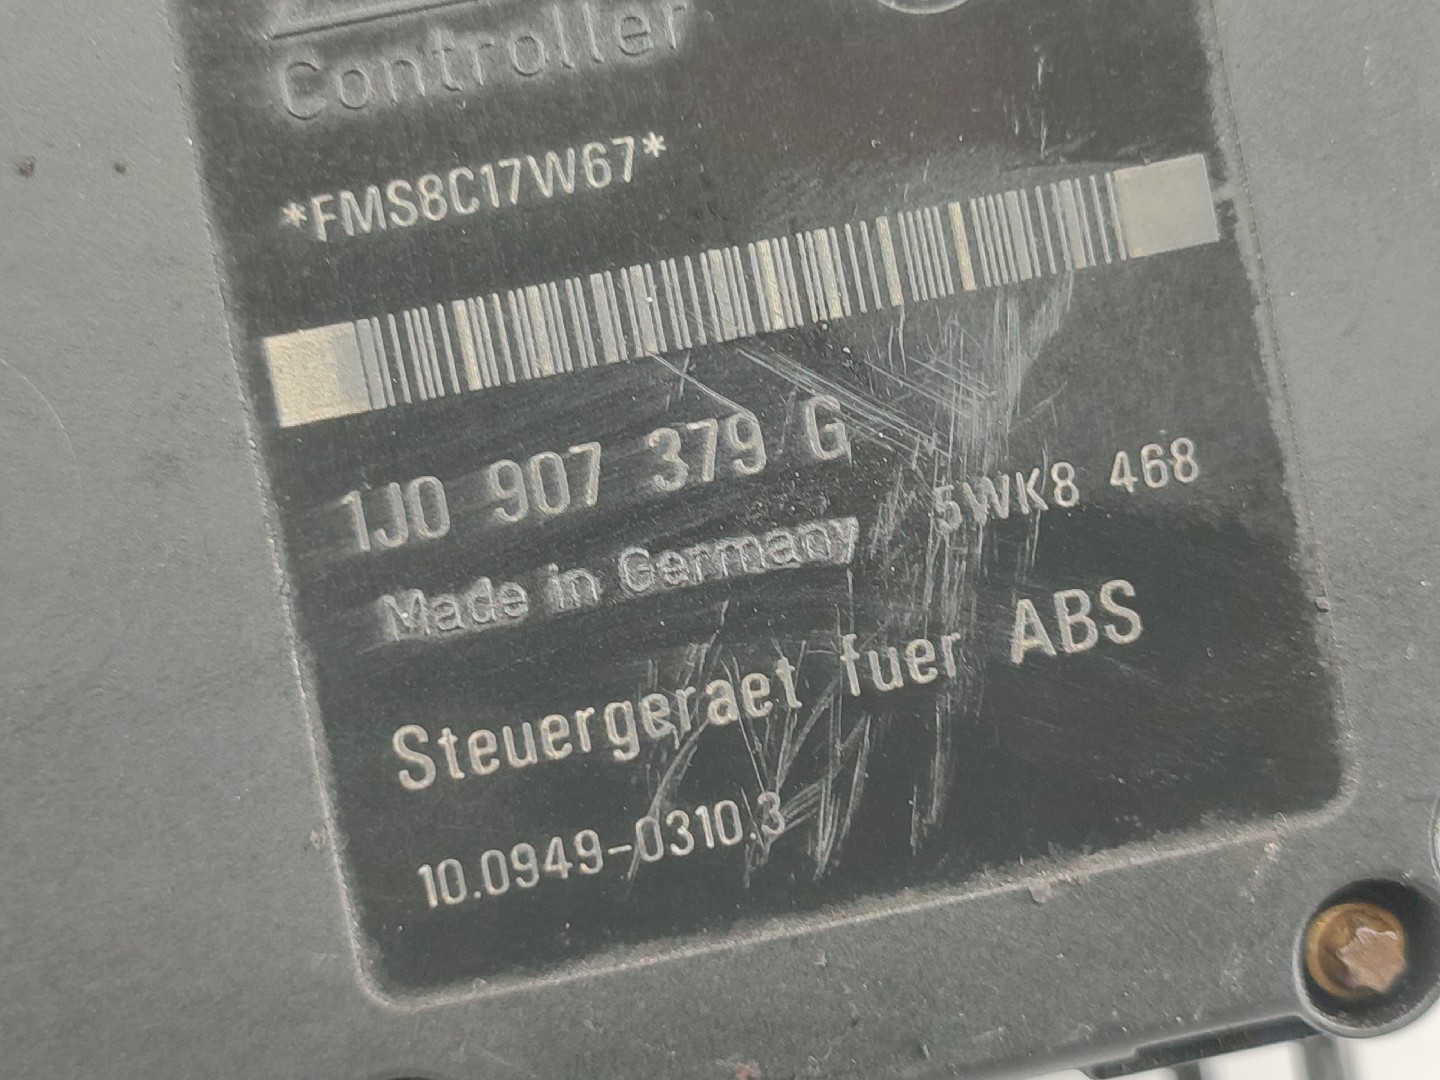 Controller
*FMS8C17W67*
1J0 907 379 G
Made in Germany 5WK8 468
Steuergeraet fuer ABS
10.0949-0310.3